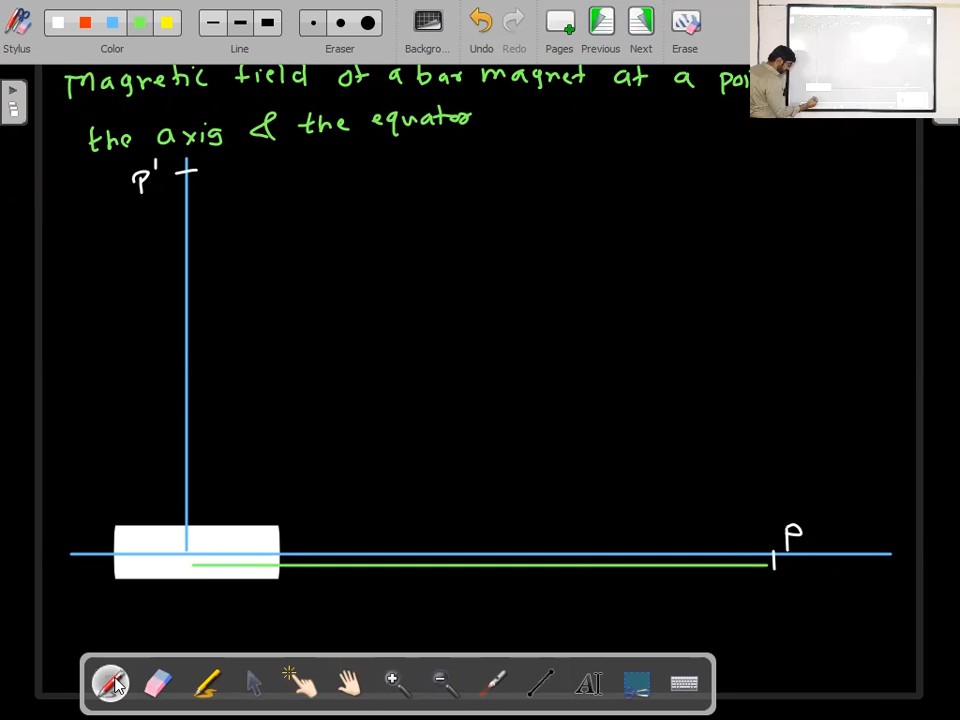 Stylus
Color
Line
Eraser
Backgro...
Undo
Redo
Pages
Previous
Next
Erase
Magnetic field of a bar magnet at a
the axis & the equator
P'
P
AI